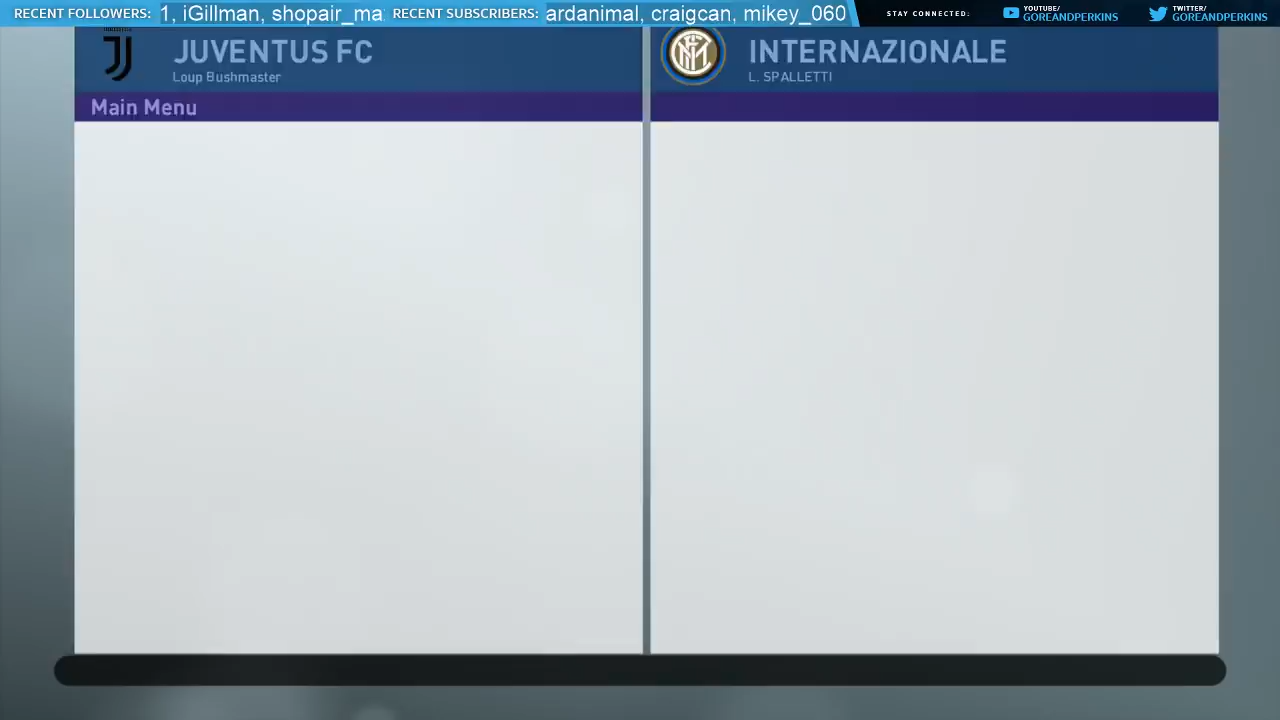 RECENT FOLLOWERS: 1, iGillman, shopair_ma RECENT SUBSCRIBERS: ardanimal, craigcan, mikey_060 STAY CONNECTED: YOUTUBE/ GOREANDPERKINS TWITTER/ GOREANDPERKINS
JUVENTUS FC
Loup Bushmaster
INTERNAZIONALE
L. SPALLETTI
Main Menu